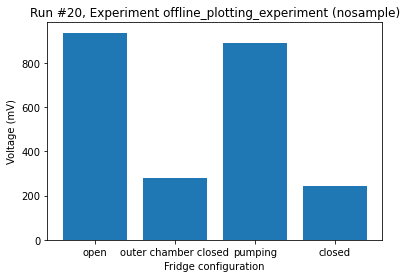 Run #20, Experiment offline_plotting_experiment (nosample)
Voltage (mV)
800
600
400
200
0
open outer chamber closed pumping closed
Fridge configuration